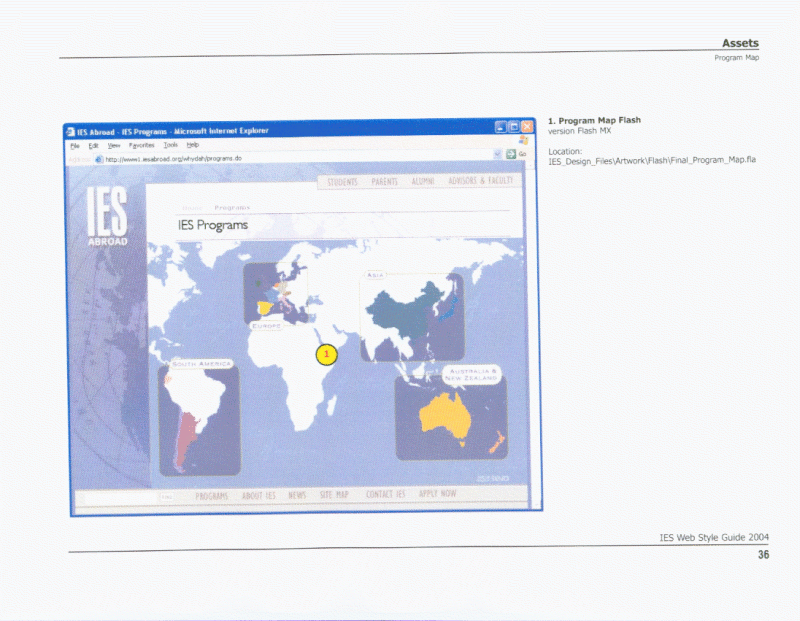 Assets
Program Map
1. Program Map Flash
version Flash MX
Location:
IES_Design_Files\Artwork\Flash\Final_Program_Map.fla
IES Abroad - IES Programs - Microsoft Internet Explorer
File Edit View Favorites Tools Help
http://www1.iesabroad.org/whydah/programs.do
Go
STUDENTS PARENTS ALUMNI ADVISORS & FACULTY
IES
ABROAD
Programs
IES Programs
ASIA
EUROPE
1
SOUTH AMERICA
AUSTRALIA &
NEW ZEALAND
PROGRAMS ABOUT IES NEWS SITE MAP CONTACT IES APPLY NOW
IES Web Style Guide 2004
36